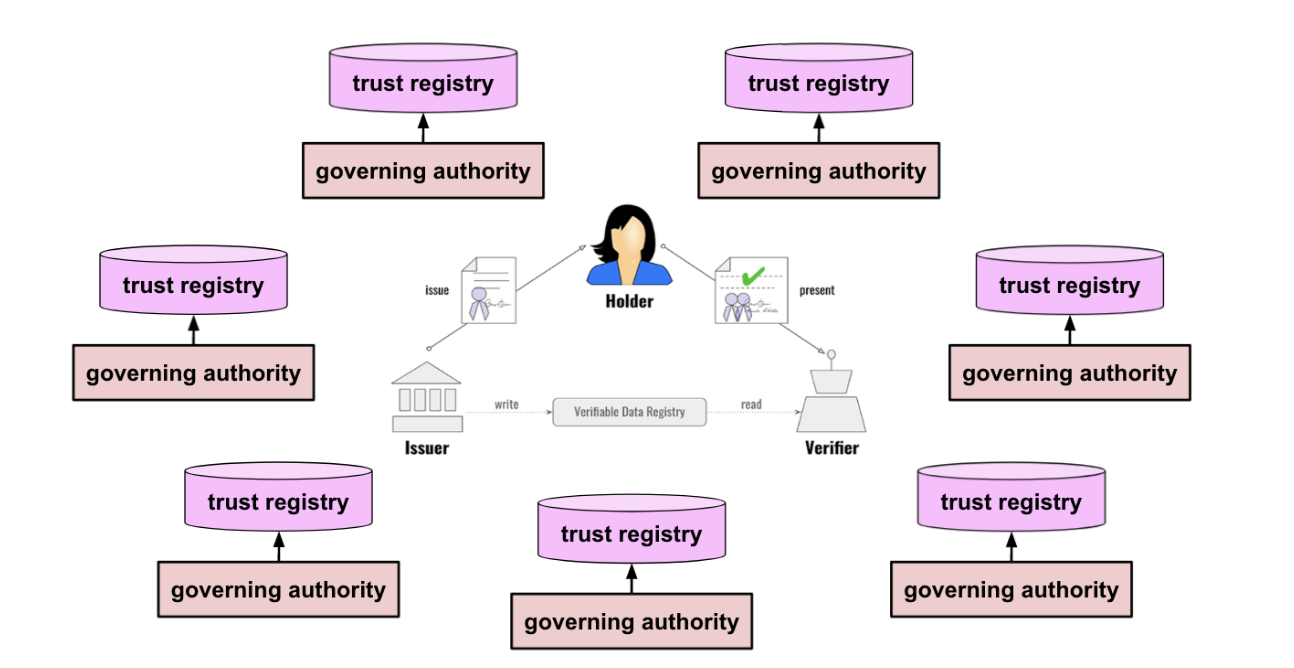 trust registry
trust registry
governing authority
governing authority
issue
present
Holder
trust registry
trust registry
governing authority
governing authority
write
Verifiable Data Registry
read
Issuer
Verifier
trust registry
trust registry
trust registry
governing authority
governing authority
governing authority